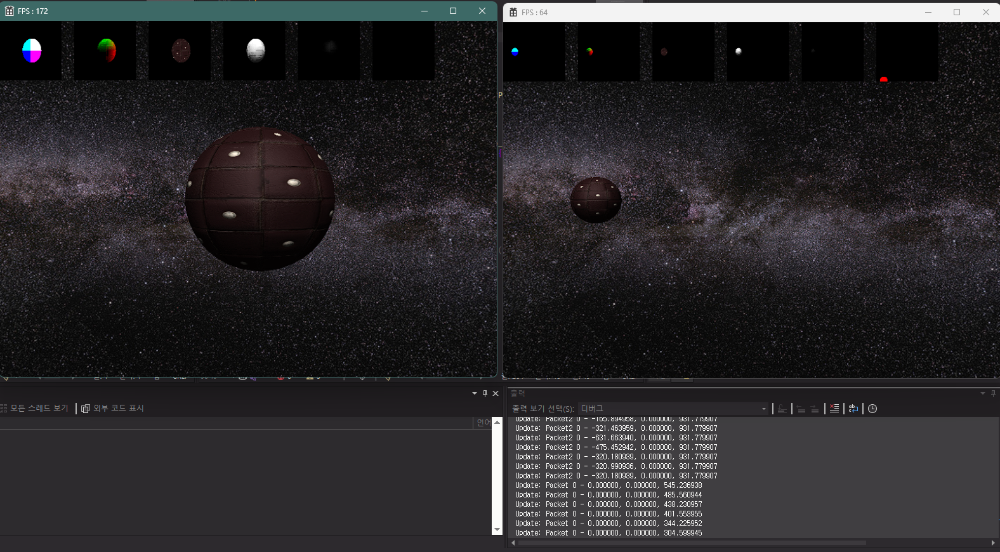 FPS : 172
FPS : 64
모든 스레드 보기
외부 코드 표시
언어
출력
출력 보기 선택(S): 디버그
Update: Packet2 0 - -165.894958, 0.000000, 931.779907
Update: Packet2 0 - -321.463959, 0.000000, 931.779907
Update: Packet2 0 - -631.663940, 0.000000, 931.779907
Update: Packet2 0 - -475.452942, 0.000000, 931.779907
Update: Packet2 0 - -320.180939, 0.000000, 931.779907
Update: Packet2 0 - -320.990936, 0.000000, 931.779907
Update: Packet2 0 - -320.180939, 0.000000, 931.779907
Update: Packet 0 - 0.000000, 0.000000, 545.236938
Update: Packet 0 - 0.000000, 0.000000, 485.560944
Update: Packet 0 - 0.000000, 0.000000, 438.230957
Update: Packet 0 - 0.000000, 0.000000, 401.553955
Update: Packet 0 - 0.000000, 0.000000, 344.225952
Update: Packet 0 - 0.000000, 0.000000, 304.599945